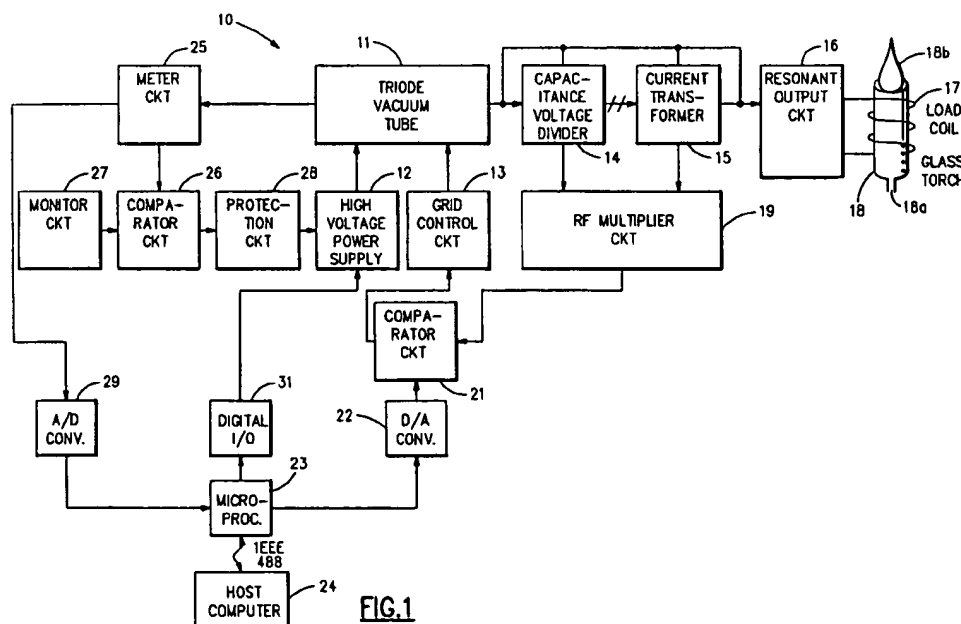 10
25
METER
CKT
11
TRIODE
VACUUM
TUBE
CAPAC-
ITANCE
VOLTAGE
DIVIDER
14
CURRENT
TRANS-
FORMER
15
16
RESONANT
OUTPUT
CKT
18b
17
LOAD
COIL
GLASS
TORCH
18
18a
27
MONITOR
CKT
26
COMPA-
RATOR
CKT
28
PROTEC-
TION
CKT
12
HIGH
VOLTAGE
POWER
SUPPLY
13
GRID
CONTROL
CKT
19
RF MULTIPLIER
CKT
COMPA-
RATOR
CKT
21
29
A/D
CONV.
31
DIGITAL
I/O
22
D/A
CONV.
23
MICRO-
PROC.
IEEE
488
HOST
COMPUTER
24
FIG.1